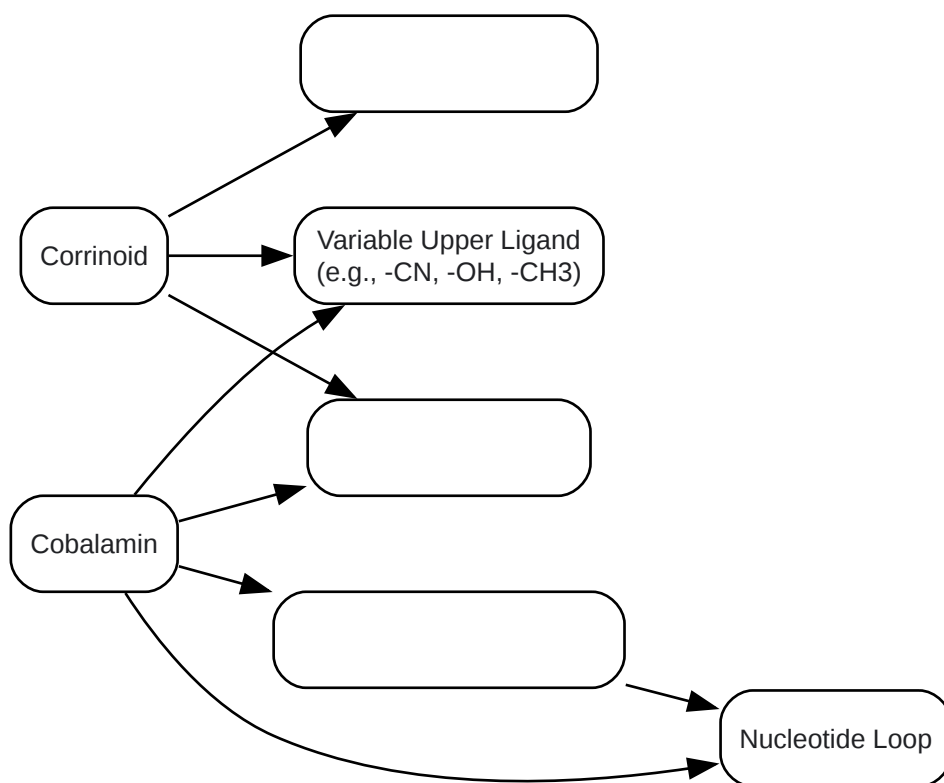 Corrinoid
Variable Upper Ligand
(e.g., -CN, -OH, -CH3)
Cobalamin
Nucleotide Loop